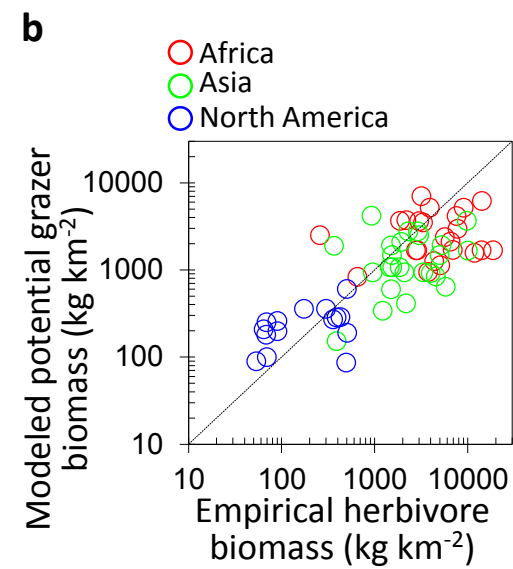 b
Africa
Asia
North America
Modeled potential grazer
biomass (kg km-2)
10000
1000
100
10
10 100 1000 10000
Empirical herbivore
biomass (kg km-2)